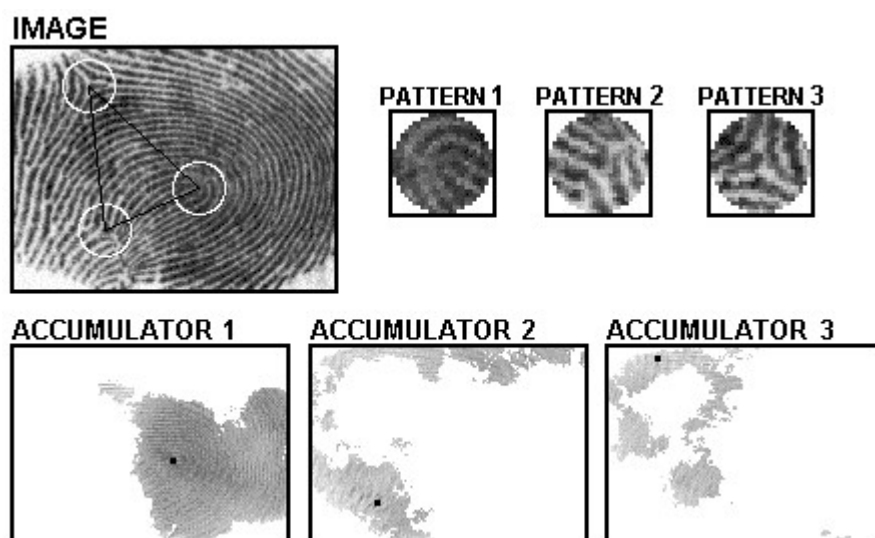 IMAGE
PATTERN 1
PATTERN 2
PATTERN 3
ACCUMULATOR 1
ACCUMULATOR 2
ACCUMULATOR 3